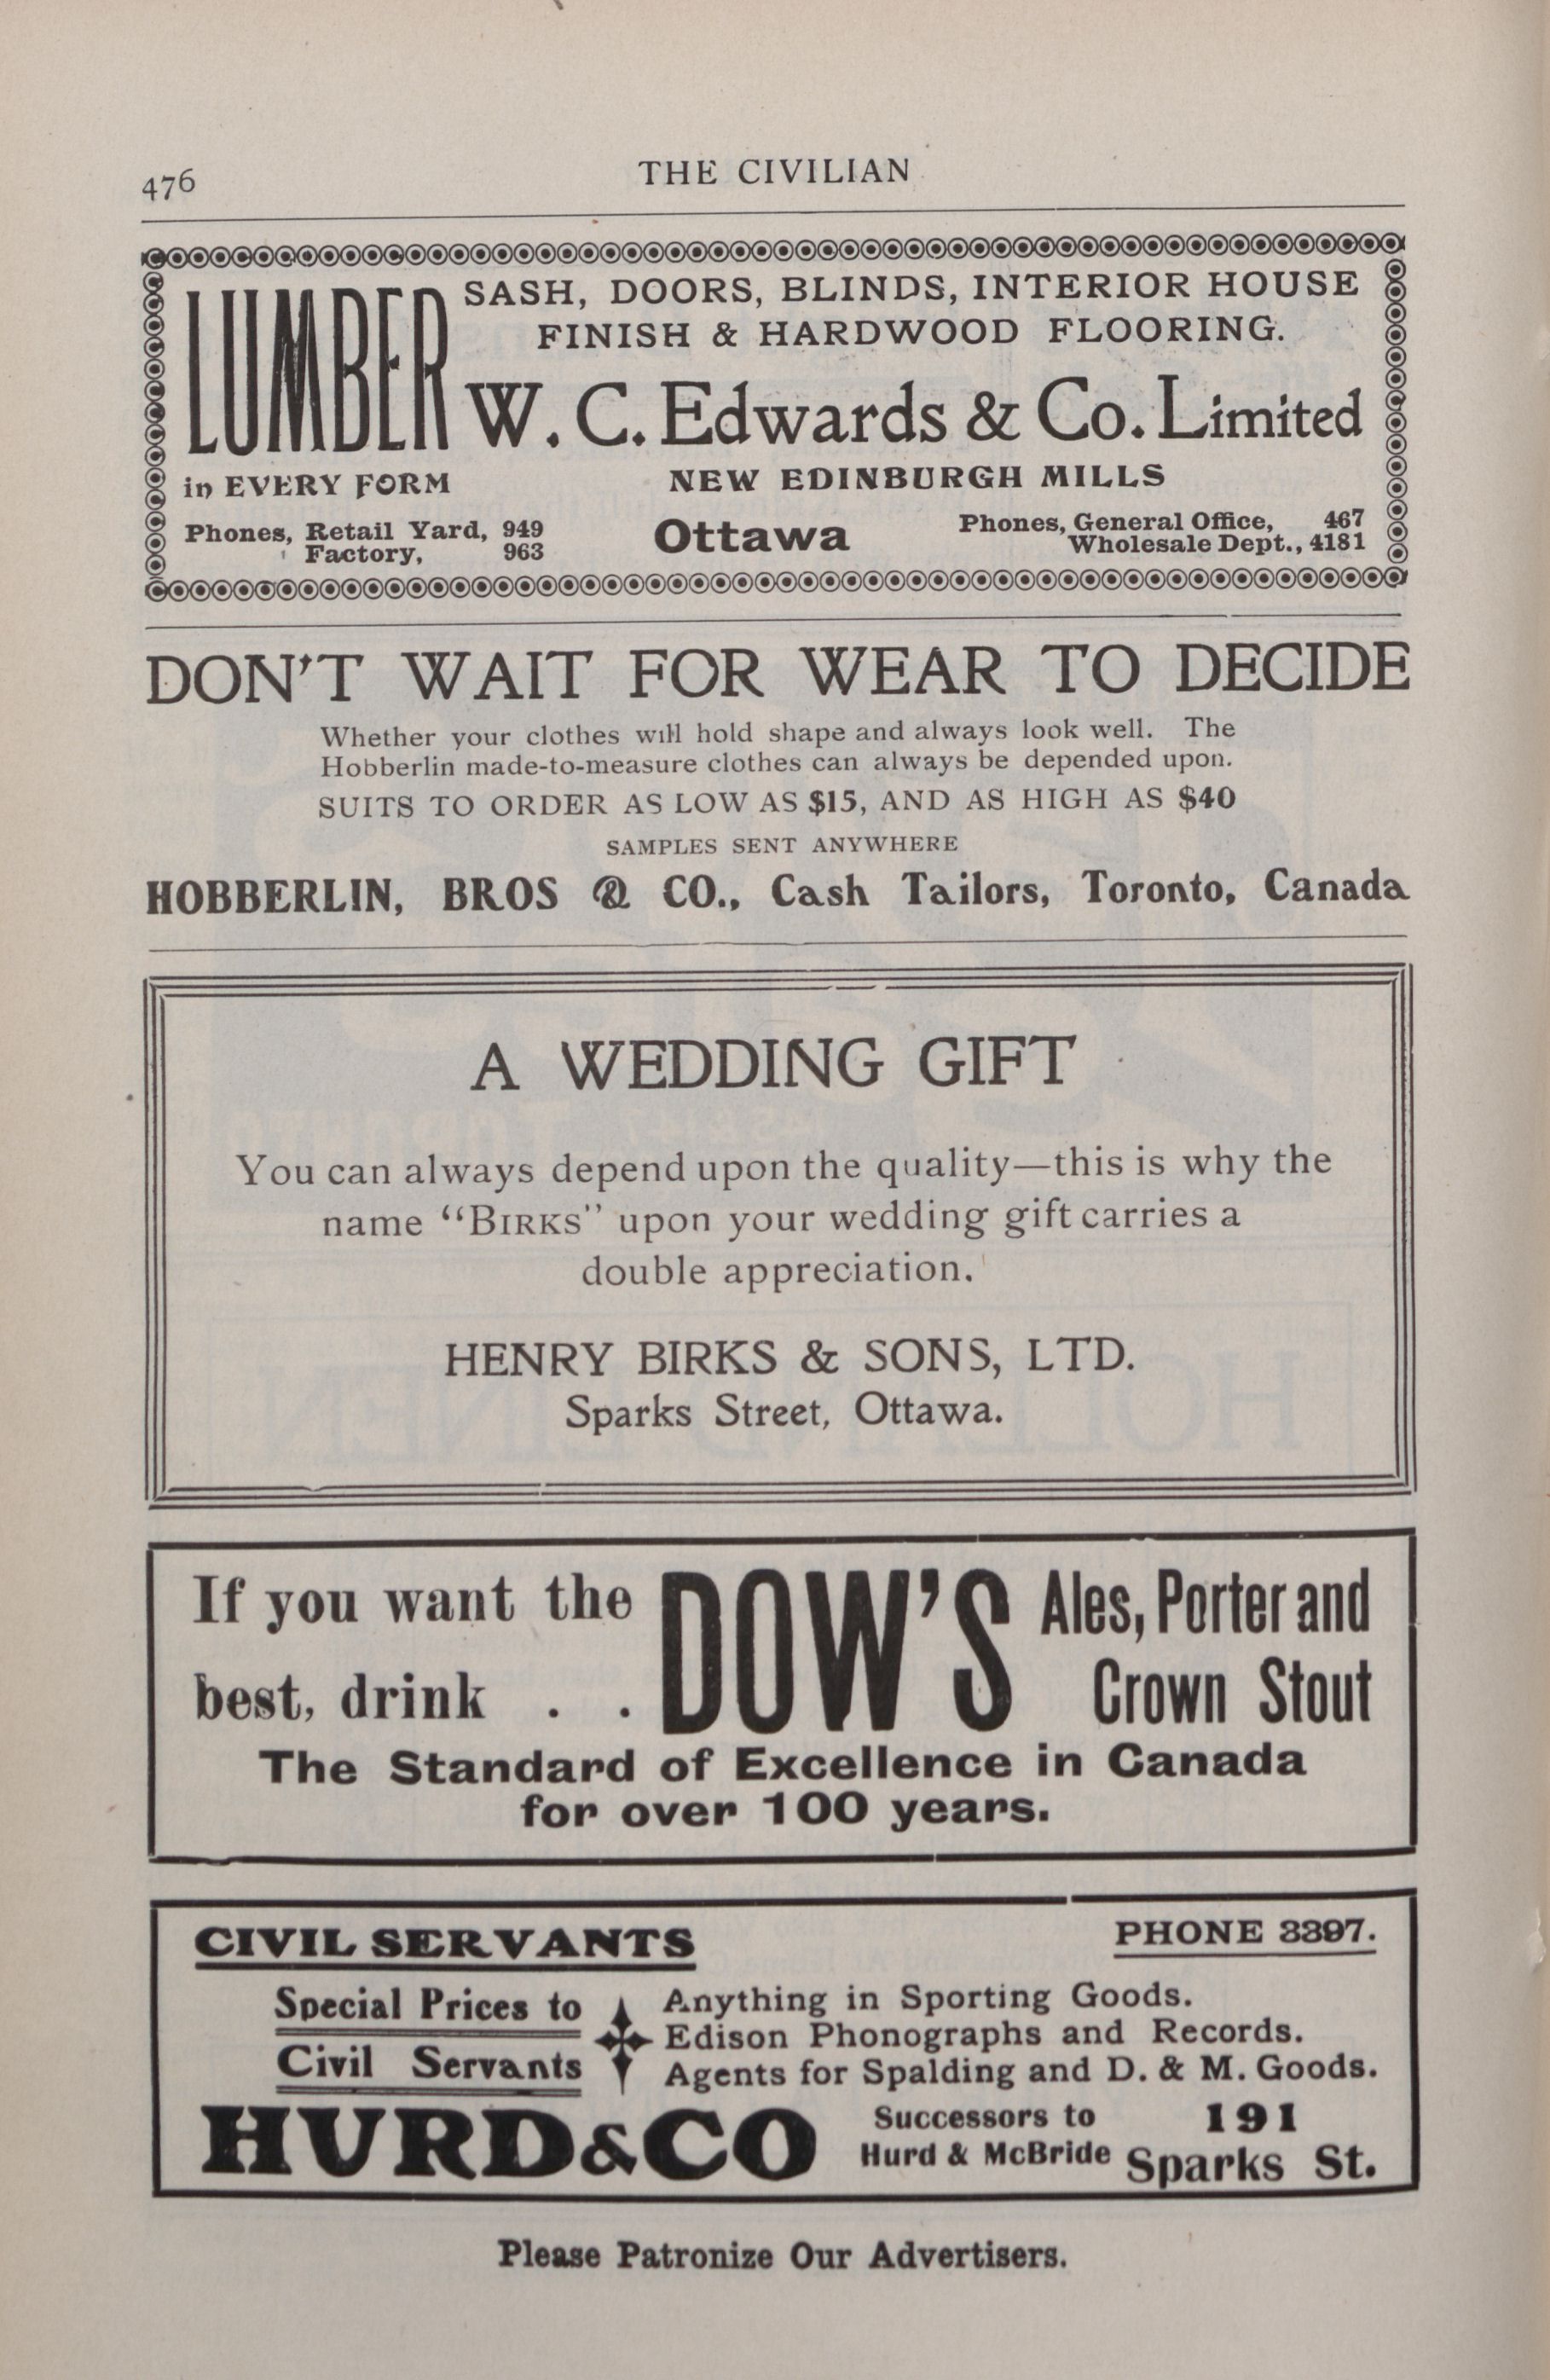 476
THE CIVILIAN
LUMBER
in EVERY FORM
SASH, DOORS, BLINDS, INTERIOR HOUSE
FINISH & HARDWOOD FLOORING.
W. C. Edwards & Co. Limited
NEW EDINBURGH MILLS
Phones, Retail Yard, 949
Factory, 963
Ottawa
Phones, General Office, 467
Wholesale Dept., 4181
DON'T WAIT FOR WEAR TO DECIDE
Whether your clothes will hold shape and always look well. The
Hobberlin made-to-measure clothes can always be depended upon.
SUITS TO ORDER AS LOW AS $15, AND AS HIGH AS $40
SAMPLES SENT ANYWHERE
HOBBERLIN, BROS & CO., Cash Tailors, Toronto, Canada
A WEDDING GIFT
You can always depend upon the quality—this is why the
name "BIRKS" upon your wedding gift carries a
double appreciation.
HENRY BIRKS & SONS, LTD.
Sparks Street, Ottawa.
If you want the
best, drink . .
DOW'S
Ales, Porter and
Crown Stout
The Standard of Excellence in Canada
for over 100 years.
CIVIL SERVANTS
PHONE 3397.
Special Prices to
Civil Servants
Anything in Sporting Goods.
Edison Phonographs and Records.
Agents for Spalding and D. & M. Goods.
HURD & CO
Successors to
Hurd & McBride
191
Sparks St.
Please Patronize Our Advertisers.